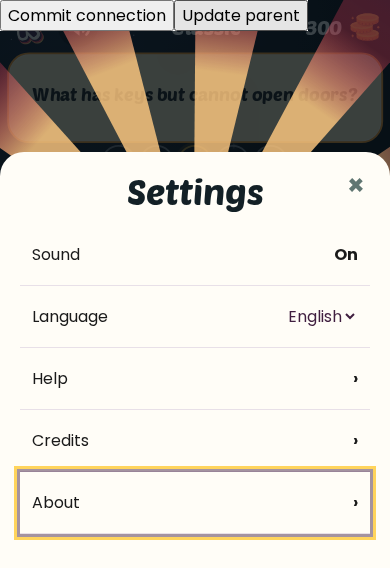 Commit connection Update parent
Classic 300
What has keys but cannot open doors?
Settings
Sound On
Language English
Help
Credits
About